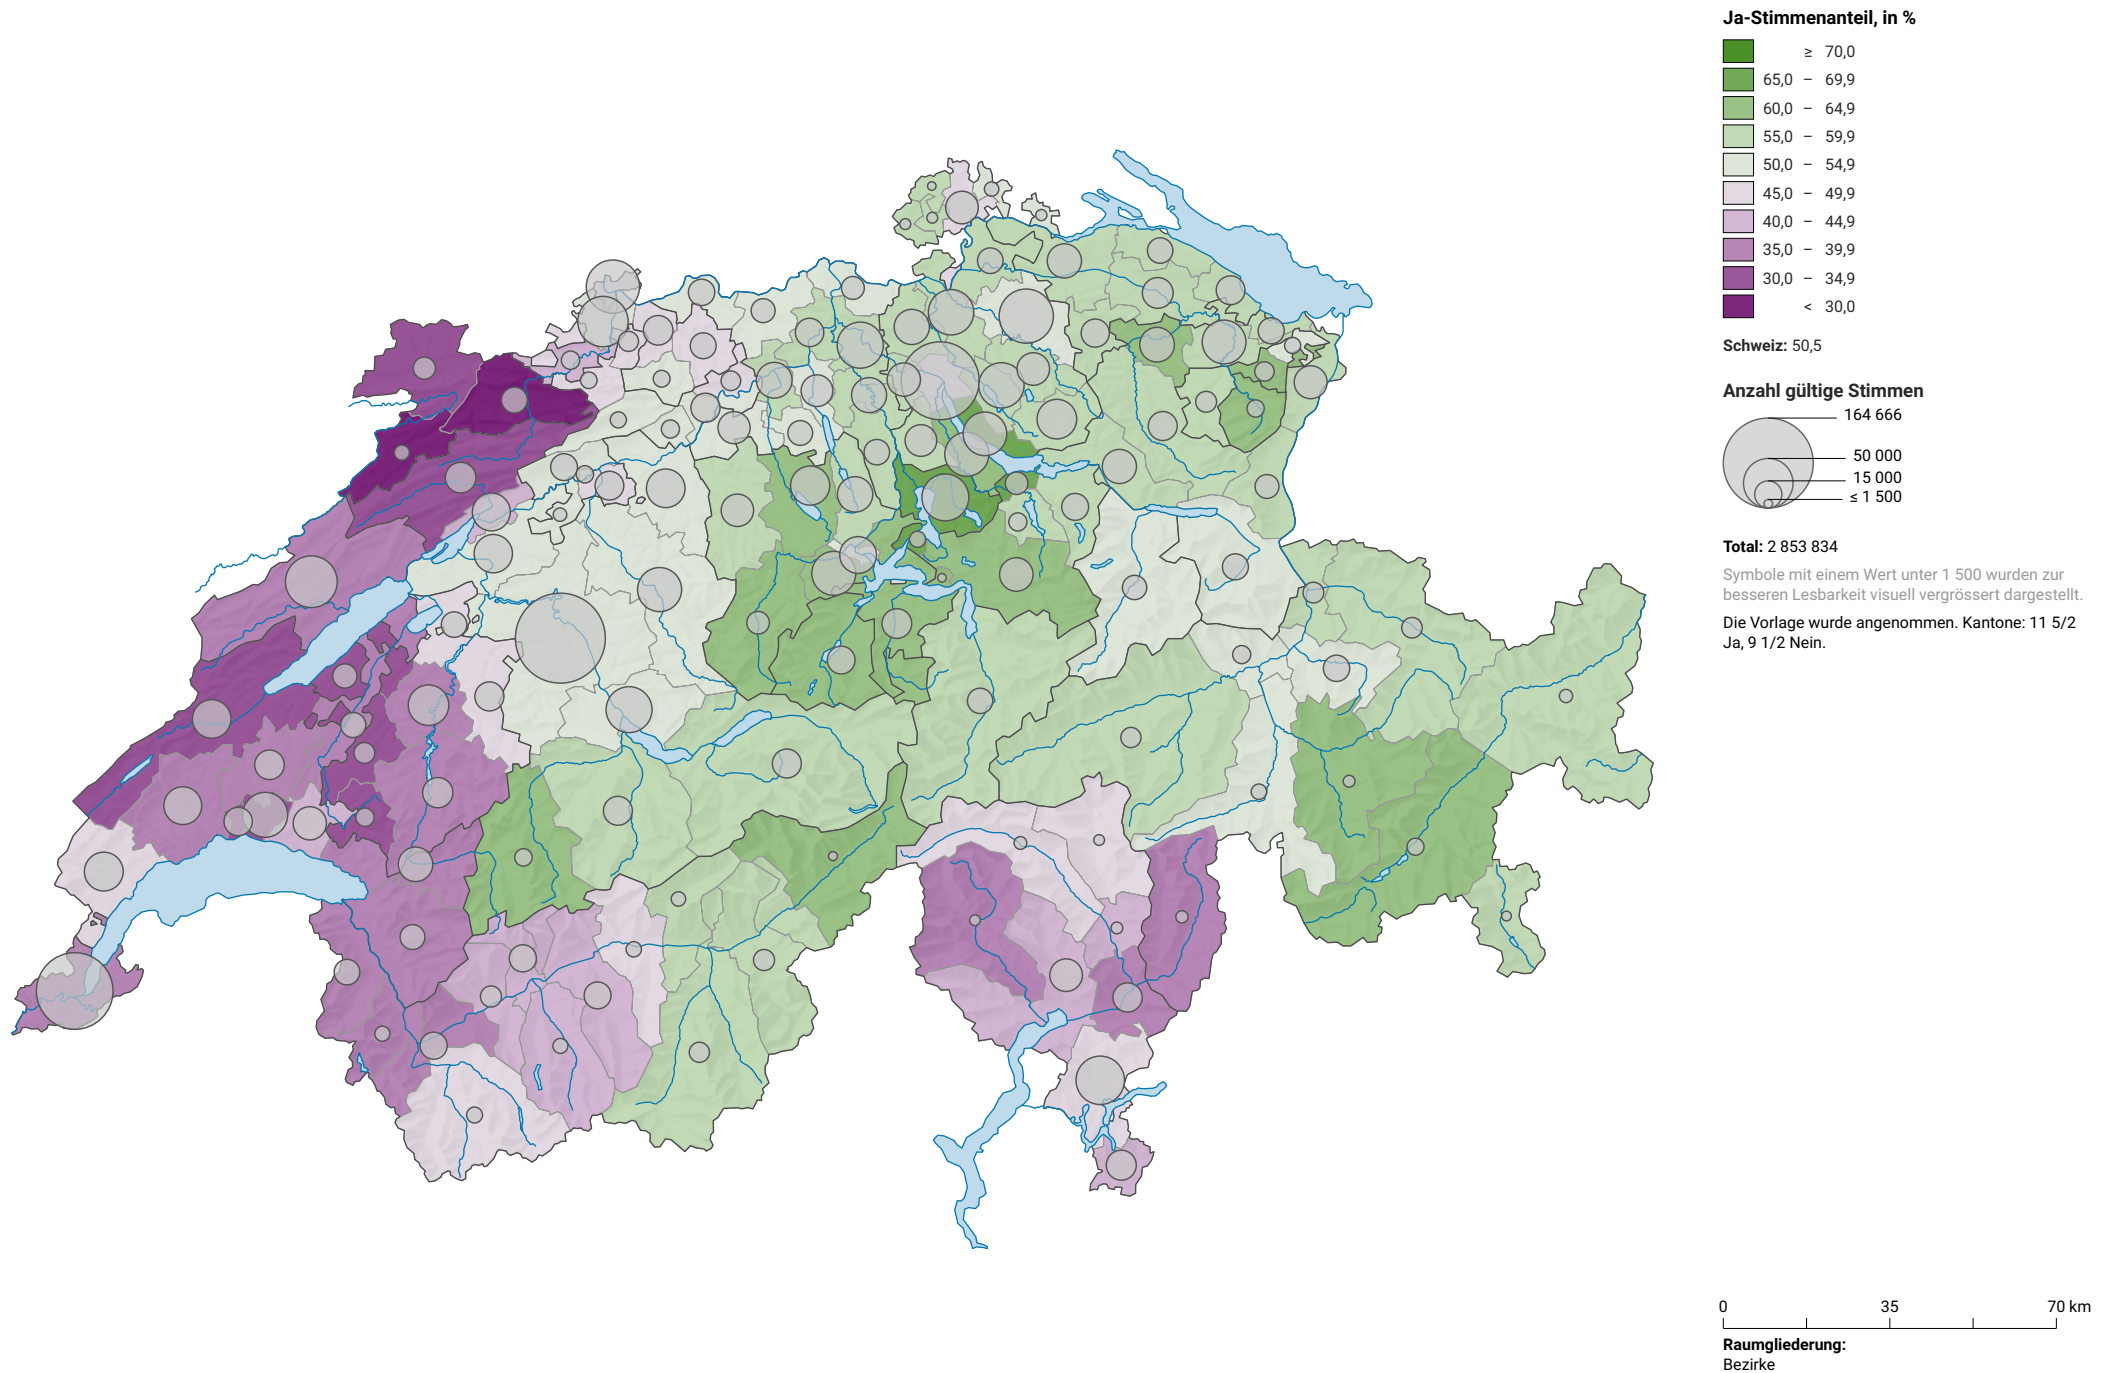 Ja-Stimmenanteil, in %
≥ 70,0
65,0 – 69,9
60,0 – 64,9
55,0 – 59,9
50,0 – 54,9
45,0 – 49,9
40,0 – 44,9
35,0 – 39,9
30,0 – 34,9
< 30,0
Schweiz: 50,5
Anzahl gültige Stimmen
164 666
50 000
15 000
≤ 1 500
Total: 2 853 834
Symbole mit einem Wert unter 1 500 wurden zur
besseren Lesbarkeit visuell vergrössert dargestellt.
Die Vorlage wurde angenommen. Kantone: 11 5/2
Ja, 9 1/2 Nein.
0 35 70 km
Raumgliederung:
Bezirke